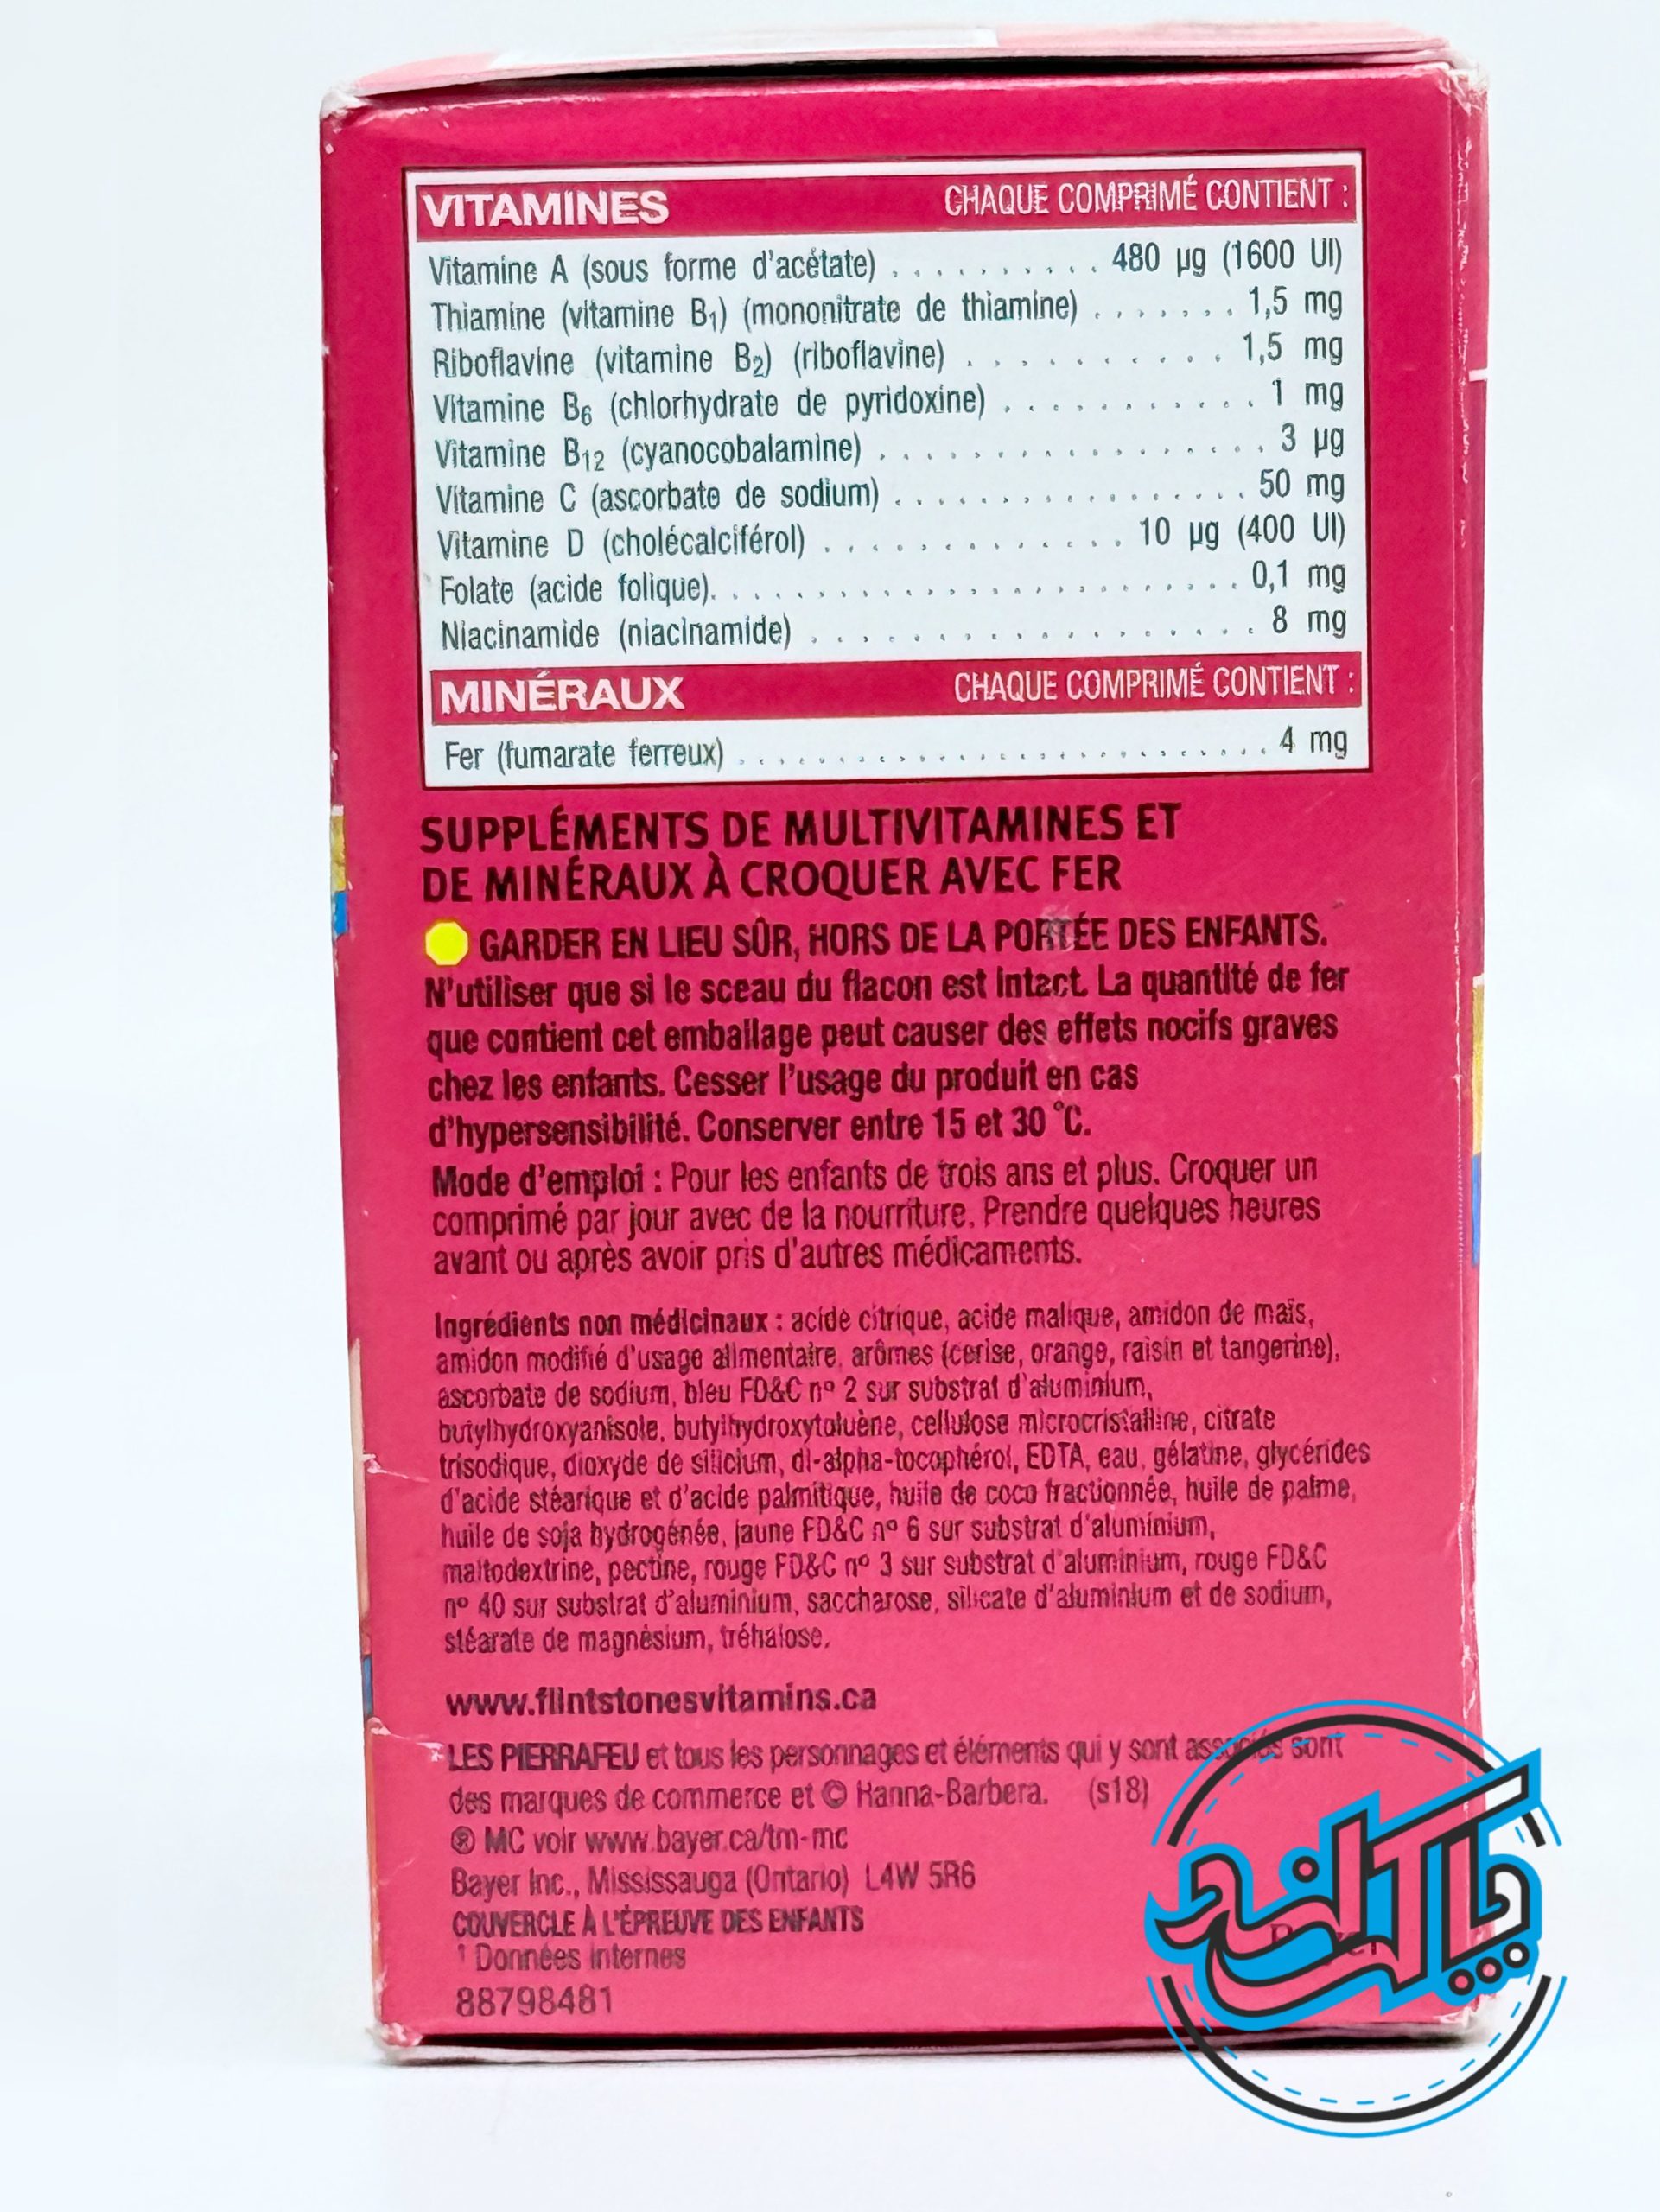 VITAMINES CHAQUE COMPRIMÉ CONTIENT :
Vitamine A (sous forme d'acétate) . . . . . . . . . . 480 µg (1600 UI)
Thiamine (vitamine B1) (mononitrate de thiamine) . . . . . . . 1,5 mg
Riboflavine (vitamine B2) (riboflavine) . . . . . . . . . . 1,5 mg
Vitamine B6 (chlorhydrate de pyridoxine) . . . . . . . . . . . 1 mg
Vitamine B12 (cyanocobalamine) . . . . . . . . . . . . . . . . . . 3 µg
Vitamine C (ascorbate de sodium) . . . . . . . . . . . . . . . . . 50 mg
Vitamine D (cholécalciférol) . . . . . . . . . . . . . 10 µg (400 UI)
Folate (acide folique). . . . . . . . . . . . . . . . . . . . . . . . 0,1 mg
Niacinamide (niacinamide) . . . . . . . . . . . . . . . . . . 8 mg
MINÉRAUX CHAQUE COMPRIMÉ CONTIENT :
Fer (fumarate ferreux) . . . . . . . . . . . . . . . . . . . . . . . . . . 4 mg
SUPPLÉMENTS DE MULTIVITAMINES ET
DE MINÉRAUX À CROQUER AVEC FER
GARDER EN LIEU SÛR, HORS DE LA PORTÉE DES ENFANTS.
N'utiliser que si le sceau du flacon est intact. La quantité de fer
que contient cet emballage peut causer des effets nocifs graves
chez les enfants. Cesser l'usage du produit en cas
d'hypersensibilité. Conserver entre 15 et 30 °C.
Mode d'emploi : Pour les enfants de trois ans et plus. Croquer un
comprimé par jour avec de la nourriture. Prendre quelques heures
avant ou après avoir pris d'autres médicaments.
Ingrédients non médicinaux : acide citrique, acide malique, amidon de maïs,
amidon modifié d'usage alimentaire, arômes (cerise, orange, raisin et tangerine),
ascorbate de sodium, bleu FD&C nº 2 sur substrat d'aluminium,
butylhydroxyanisole, butylhydroxytoluène, cellulose microcristalline, citrate
trisodique, dioxyde de silicium, dl-alpha-tocophérol, EDTA, eau, gélatine, glycérides
d'acide stéarique et d'acide palmitique, huile de coco fractionnée, huile de palme,
huile de soja hydrogénée, jaune FD&C nº 6 sur substrat d'aluminium,
maltodextrine, pectine, rouge FD&C nº 3 sur substrat d'aluminium, rouge FD&C
nº 40 sur substrat d'aluminium, saccharose, silicate d'aluminium et de sodium,
stéarate de magnésium, tréhalose.
www.flintstonesvitamins.ca
LES PIERRAFEU et tous les personnages et éléments qui y sont associés sont
des marques de commerce et © Hanna-Barbera. (s18)
® MC voir www.bayer.ca/tm-mc
Bayer Inc., Mississauga (Ontario) L4W 5R6
COUVERCLE À L'ÉPREUVE DES ENFANTS
¹ Données internes
88798481